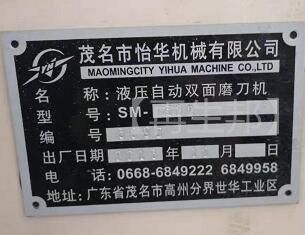 茂名市怡华机械有限公司
MAOMINGCITY YIHUA MACHINE CO.,LTD
名 称：液压自动双面磨刀机
型 号：SM-
编 号：
出厂日期 年 月 日
电 话：0668-6849222 6849958
地址：广东省茂名市高州分界世华工业区